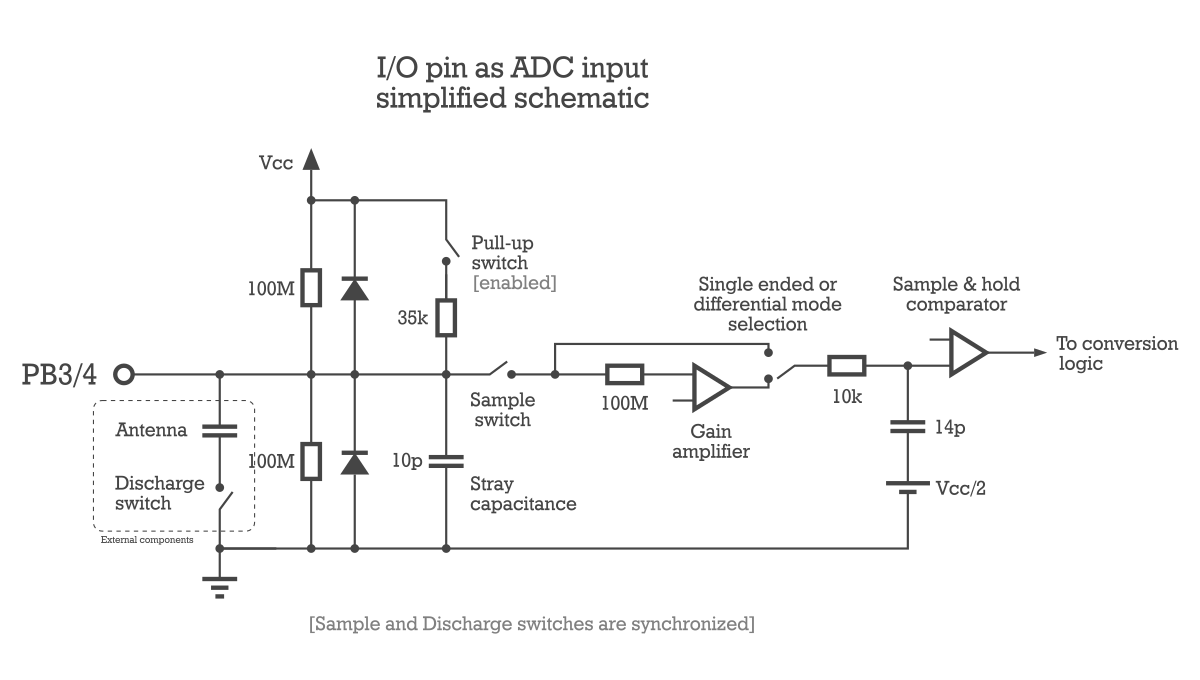 I/O pin as ADC input
simplified schematic
Vcc
Pull-up
switch
[enabled]
100M
35k
Single ended or
differential mode
selection
Sample & hold
comparator
To conversion
logic
PB3/4
Sample
switch
100M
10k
Gain
amplifier
Antenna
Discharge
switch
External components
100M
10p
Stray
capacitance
14p
Vcc/2
[Sample and Discharge switches are synchronized]